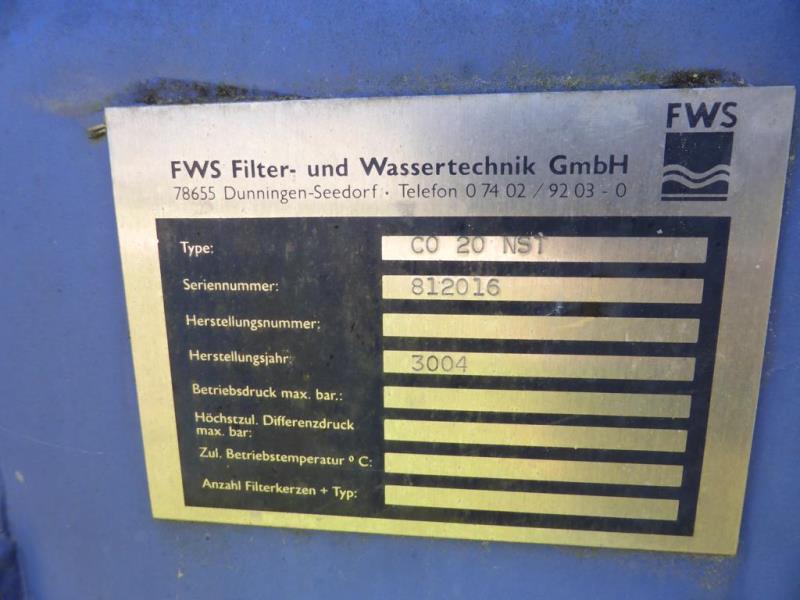 FWS
FWS Filter- und Wassertechnik GmbH
78655 Dunningen-Seedorf · Telefon 0 74 02 / 92 03 - 0
Type: CO 20 NST
Seriennummer: 812016
Herstellungsnummer:
Herstellungsjahr: 3004
Betriebsdruck max. bar.:
Höchstzul. Differenzdruck
max. bar:
Zul. Betriebstemperatur ° C:
Anzahl Filterkerzen + Typ: